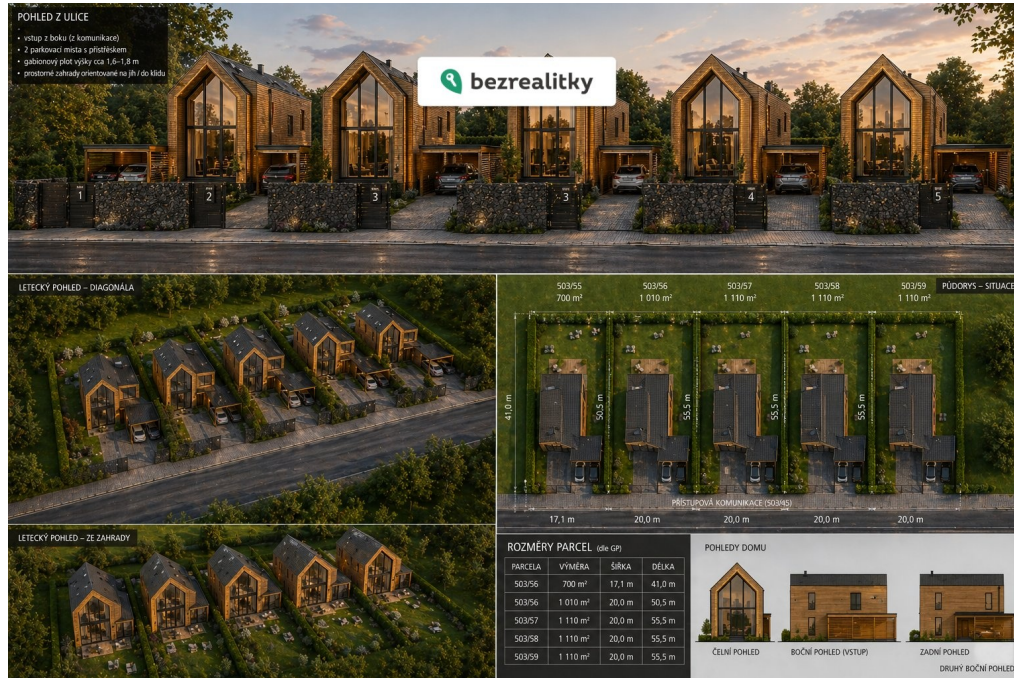 POHLED Z ULICE
• vstup z boku (z komunikace)
• 2 parkovací místa s přístřeškem
• gabionový plot výšky cca 1,6–1,8 m
• prostorné zahrady orientované na jih / do klidu
bezrealitky
1
2
3
3
4
5
LETECKÝ POHLED – DIAGONÁLA
503/55 503/56 503/57 503/58 503/59
700 m² 1 010 m² 1 110 m² 1 110 m² 1 110 m²
PŮDORYS – SITUACE
41,0 m
50,5 m
55,5 m
55,5 m
55,5 m
PŘÍSTUPOVÁ KOMUNIKACE (503/45)
17,1 m 20,0 m 20,0 m 20,0 m 20,0 m
LETECKÝ POHLED – ZE ZAHRADY
ROZMĚRY PARCEL (dle GP)
PARCELA VÝMĚRA ŠÍŘKA DÉLKA
503/56 700 m² 17,1 m 41,0 m
503/56 1 010 m² 20,0 m 50,5 m
503/57 1 110 m² 20,0 m 55,5 m
503/58 1 110 m² 20,0 m 55,5 m
503/59 1 110 m² 20,0 m 55,5 m
POHLEDY DOMU
ČELNÍ POHLED
BOČNÍ POHLED (VSTUP)
ZADNÍ POHLED
DRUHÝ BOČNÍ POHLED